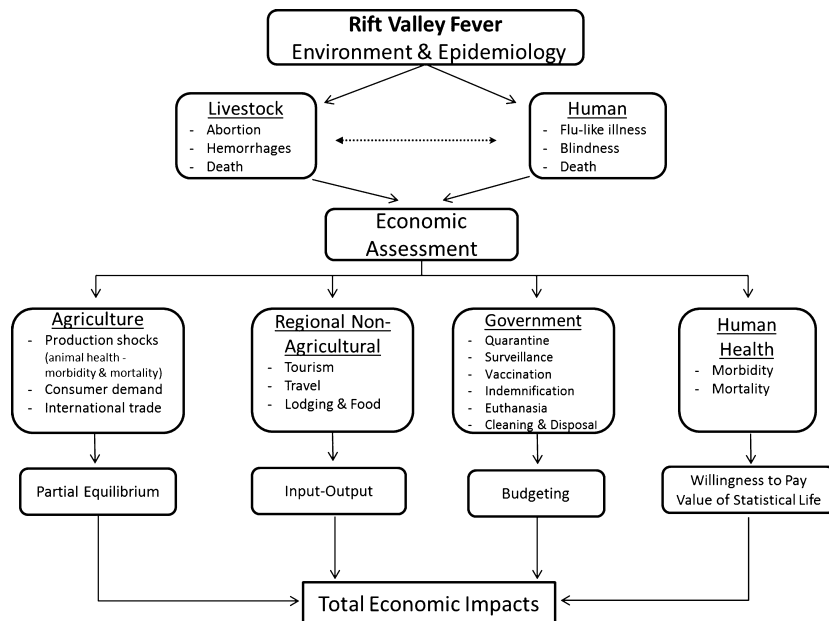 Rift Valley Fever
Environment & Epidemiology
Livestock
- Abortion
- Hemorrhages
- Death
Human
- Flu-like illness
- Blindness
- Death
Economic
Assessment
Agriculture
- Production shocks
(animal health -
morbidity & mortality)
- Consumer demand
- International trade
Regional Non-
Agricultural
- Tourism
- Travel
- Lodging & Food
Government
- Quarantine
- Surveillance
- Vaccination
- Indemnification
- Euthanasia
- Cleaning & Disposal
Human
Health
- Morbidity
- Mortality
Partial Equilibrium
Input-Output
Budgeting
Willingness to Pay
Value of Statistical Life
Total Economic Impacts